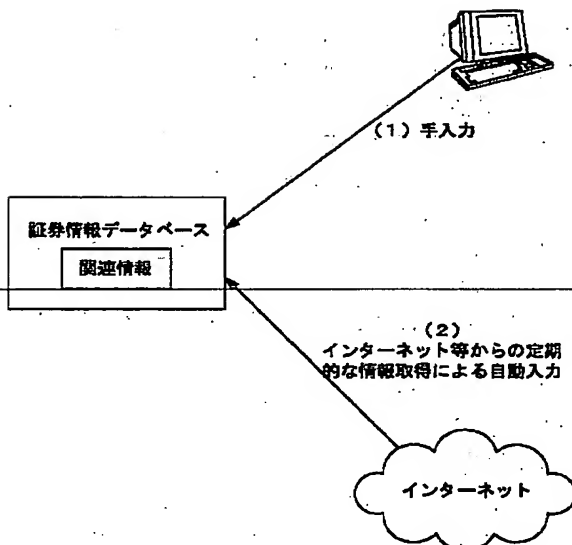 （１）手入力
証券情報データベース
関連情報
（２）
インターネット等からの定期
的な情報取得による自動入力
インターネット